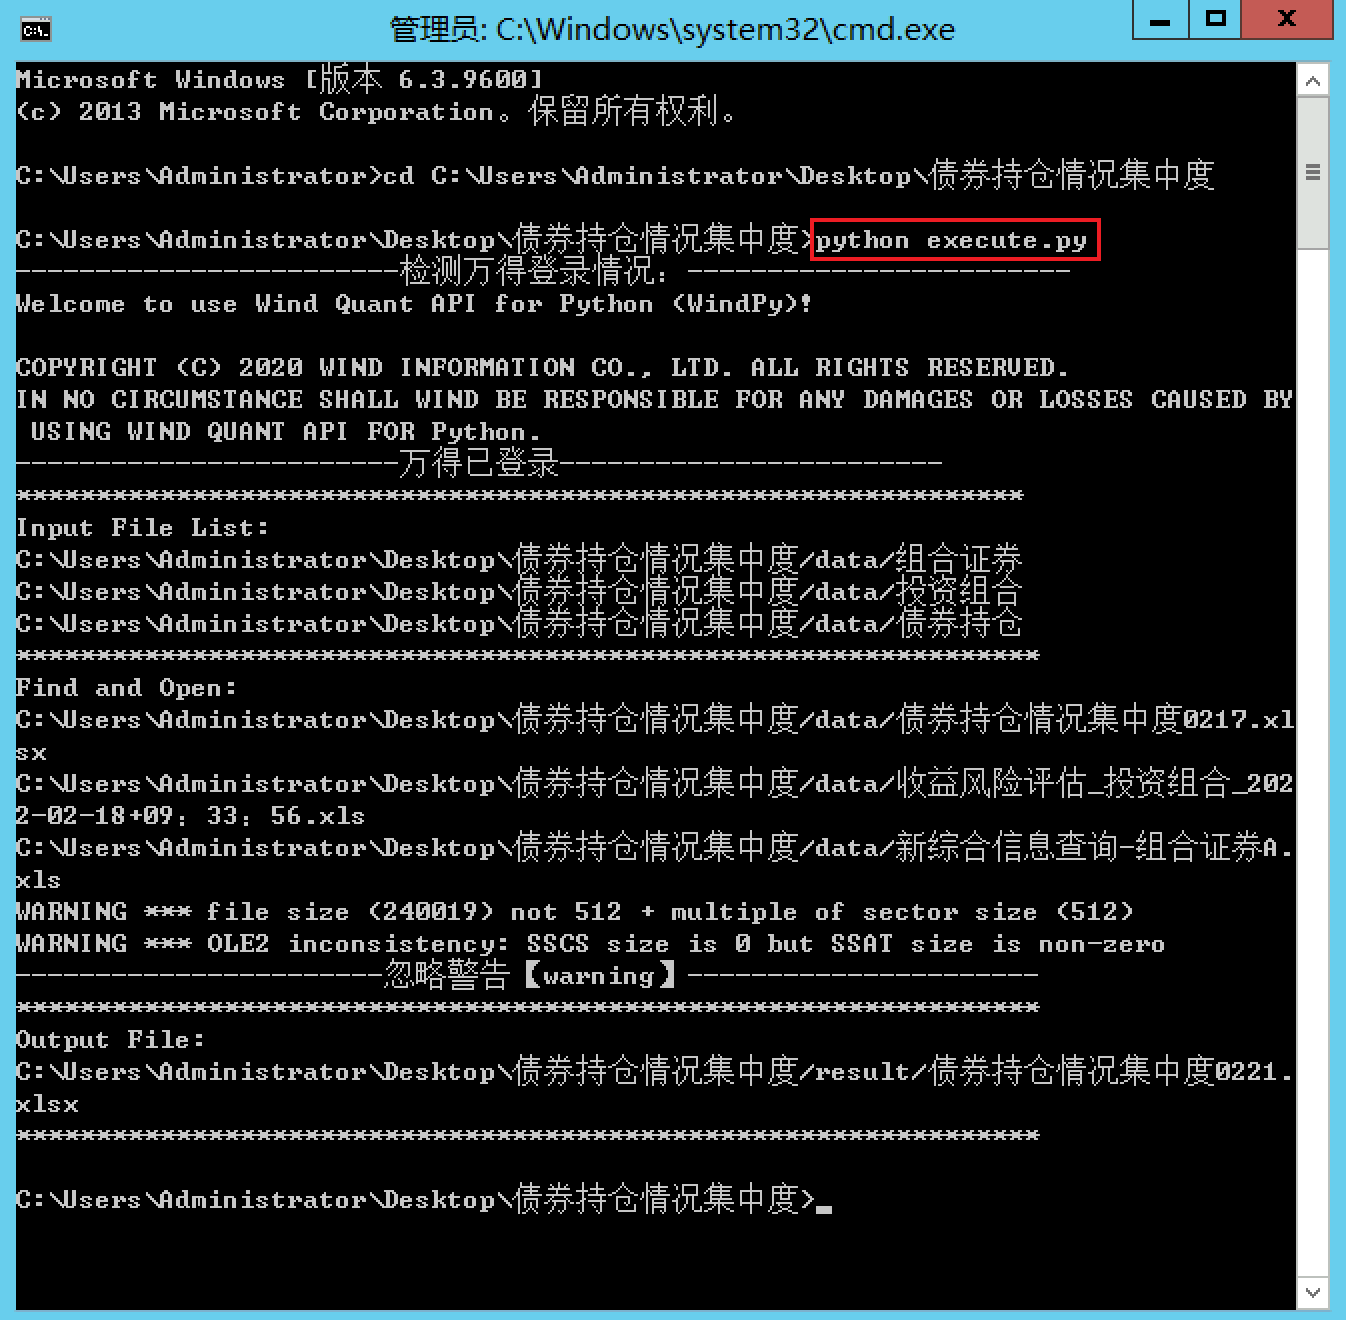 管理员: C:\Windows\system32\cmd.exe
Microsoft Windows [版本 6.3.9600]
(c) 2013 Microsoft Corporation。保留所有权利。
C:\Users\Administrator>cd C:\Users\Administrator\Desktop\债券持仓情况集中度
C:\Users\Administrator\Desktop\债券持仓情况集中度>python execute.py
------------------------检测万得登录情况：------------------------
Welcome to use Wind Quant API for Python (WindPy)!
COPYRIGHT (C) 2020 WIND INFORMATION CO., LTD. ALL RIGHTS RESERVED.
IN NO CIRCUMSTANCE SHALL WIND BE RESPONSIBLE FOR ANY DAMAGES OR LOSSES CAUSED BY
 USING WIND QUANT API FOR Python.
------------------------万得已登录------------------------
***************************************************************
Input File List:
C:\Users\Administrator\Desktop\债券持仓情况集中度/data/组合证券
C:\Users\Administrator\Desktop\债券持仓情况集中度/data/投资组合
C:\Users\Administrator\Desktop\债券持仓情况集中度/data/债券持仓
****************************************************************
Find and Open:
C:\Users\Administrator\Desktop\债券持仓情况集中度/data/债券持仓情况集中度0217.xl
sx
C:\Users\Administrator\Desktop\债券持仓情况集中度/data/收益风险评估_投资组合_202
2-02-18+09：33：56.xls
C:\Users\Administrator\Desktop\债券持仓情况集中度/data/新综合信息查询-组合证券A.
xls
WARNING *** file size (240019) not 512 + multiple of sector size (512)
WARNING *** OLE2 inconsistency: SSCS size is 0 but SSAT size is non-zero
-----------------------忽略警告【warning】----------------------
****************************************************************
Output File:
C:\Users\Administrator\Desktop\债券持仓情况集中度/result/债券持仓情况集中度0221.
xlsx
****************************************************************
C:\Users\Administrator\Desktop\债券持仓情况集中度>